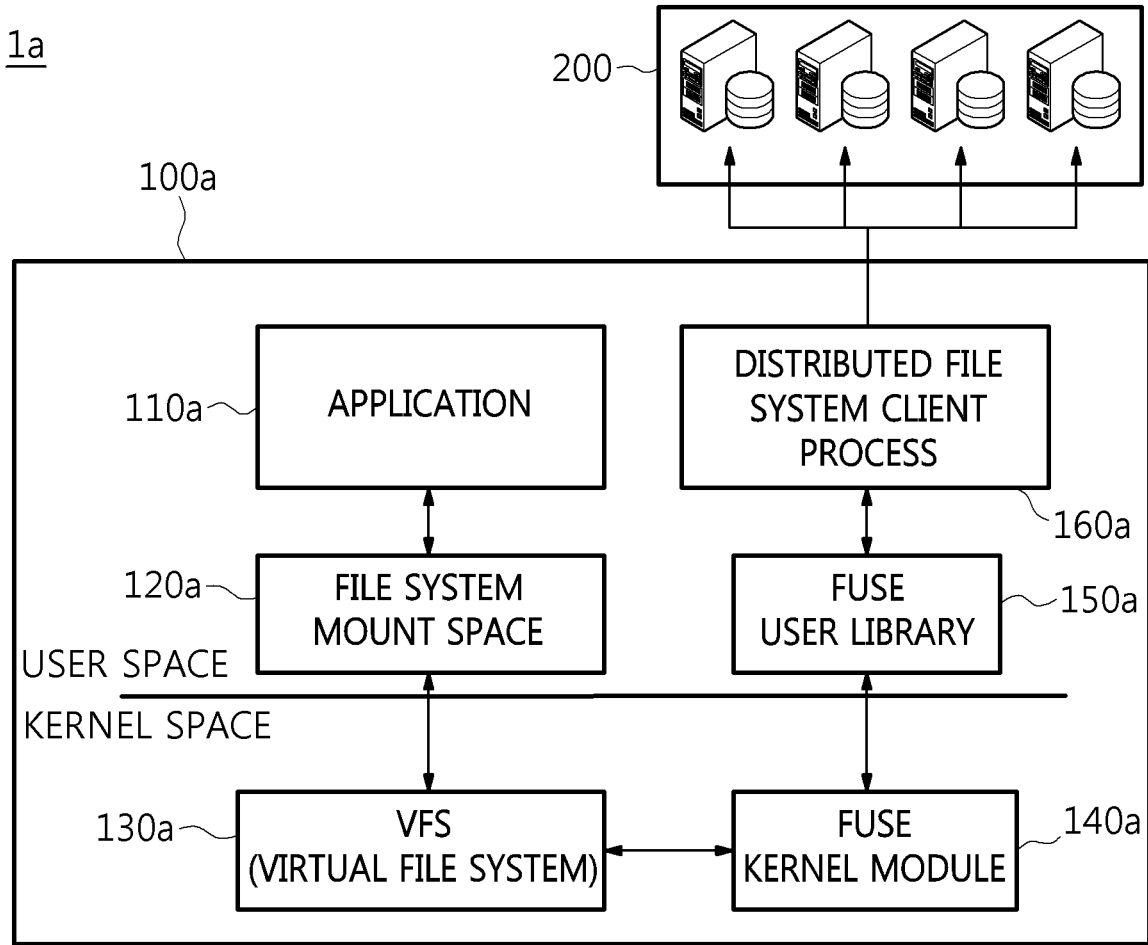 1a
200
100a
110a
APPLICATION
DISTRIBUTED FILE
SYSTEM CLIENT
PROCESS
160a
120a
FILE SYSTEM
MOUNT SPACE
FUSE
USER LIBRARY
150a
USER SPACE
KERNEL SPACE
130a
VFS
(VIRTUAL FILE SYSTEM)
FUSE
KERNEL MODULE
140a